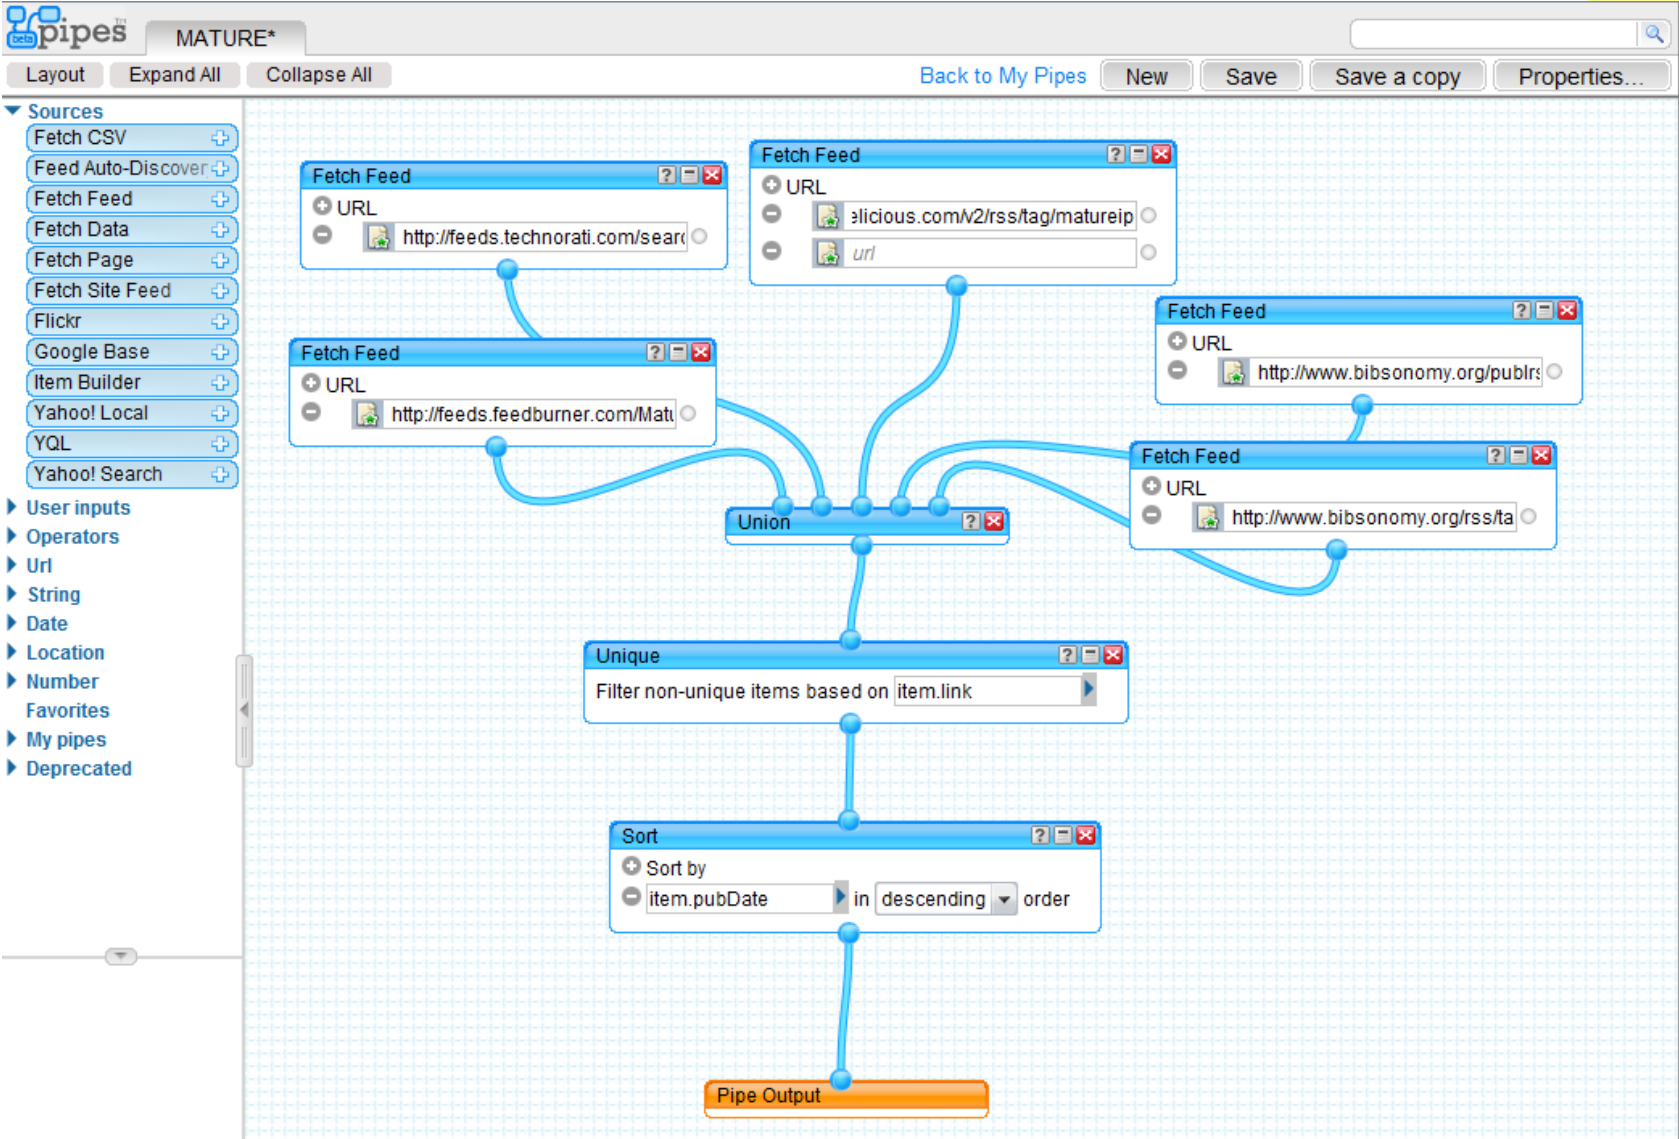 pipes™
beta
MATURE*
Layout Expand All Collapse All Back to My Pipes New Save Save a copy Properties...
Sources
Fetch CSV
Feed Auto-Discover
Fetch Feed
Fetch Data
Fetch Page
Fetch Site Feed
Flickr
Google Base
Item Builder
Yahoo! Local
YQL
Yahoo! Search
User inputs
Operators
Url
String
Date
Location
Number
Favorites
My pipes
Deprecated
Fetch Feed ?
URL
http://feeds.technorati.com/searc
Fetch Feed ?
URL
elicious.com/v2/rss/tag/matureip
url
Fetch Feed ?
URL
http://feeds.feedburner.com/Matu
Fetch Feed ?
URL
http://www.bibsonomy.org/publrs
Fetch Feed ?
URL
http://www.bibsonomy.org/rss/ta
Union ?
Unique ?
Filter non-unique items based on item.link
Sort ?
Sort by
item.pubDate in descending order
Pipe Output